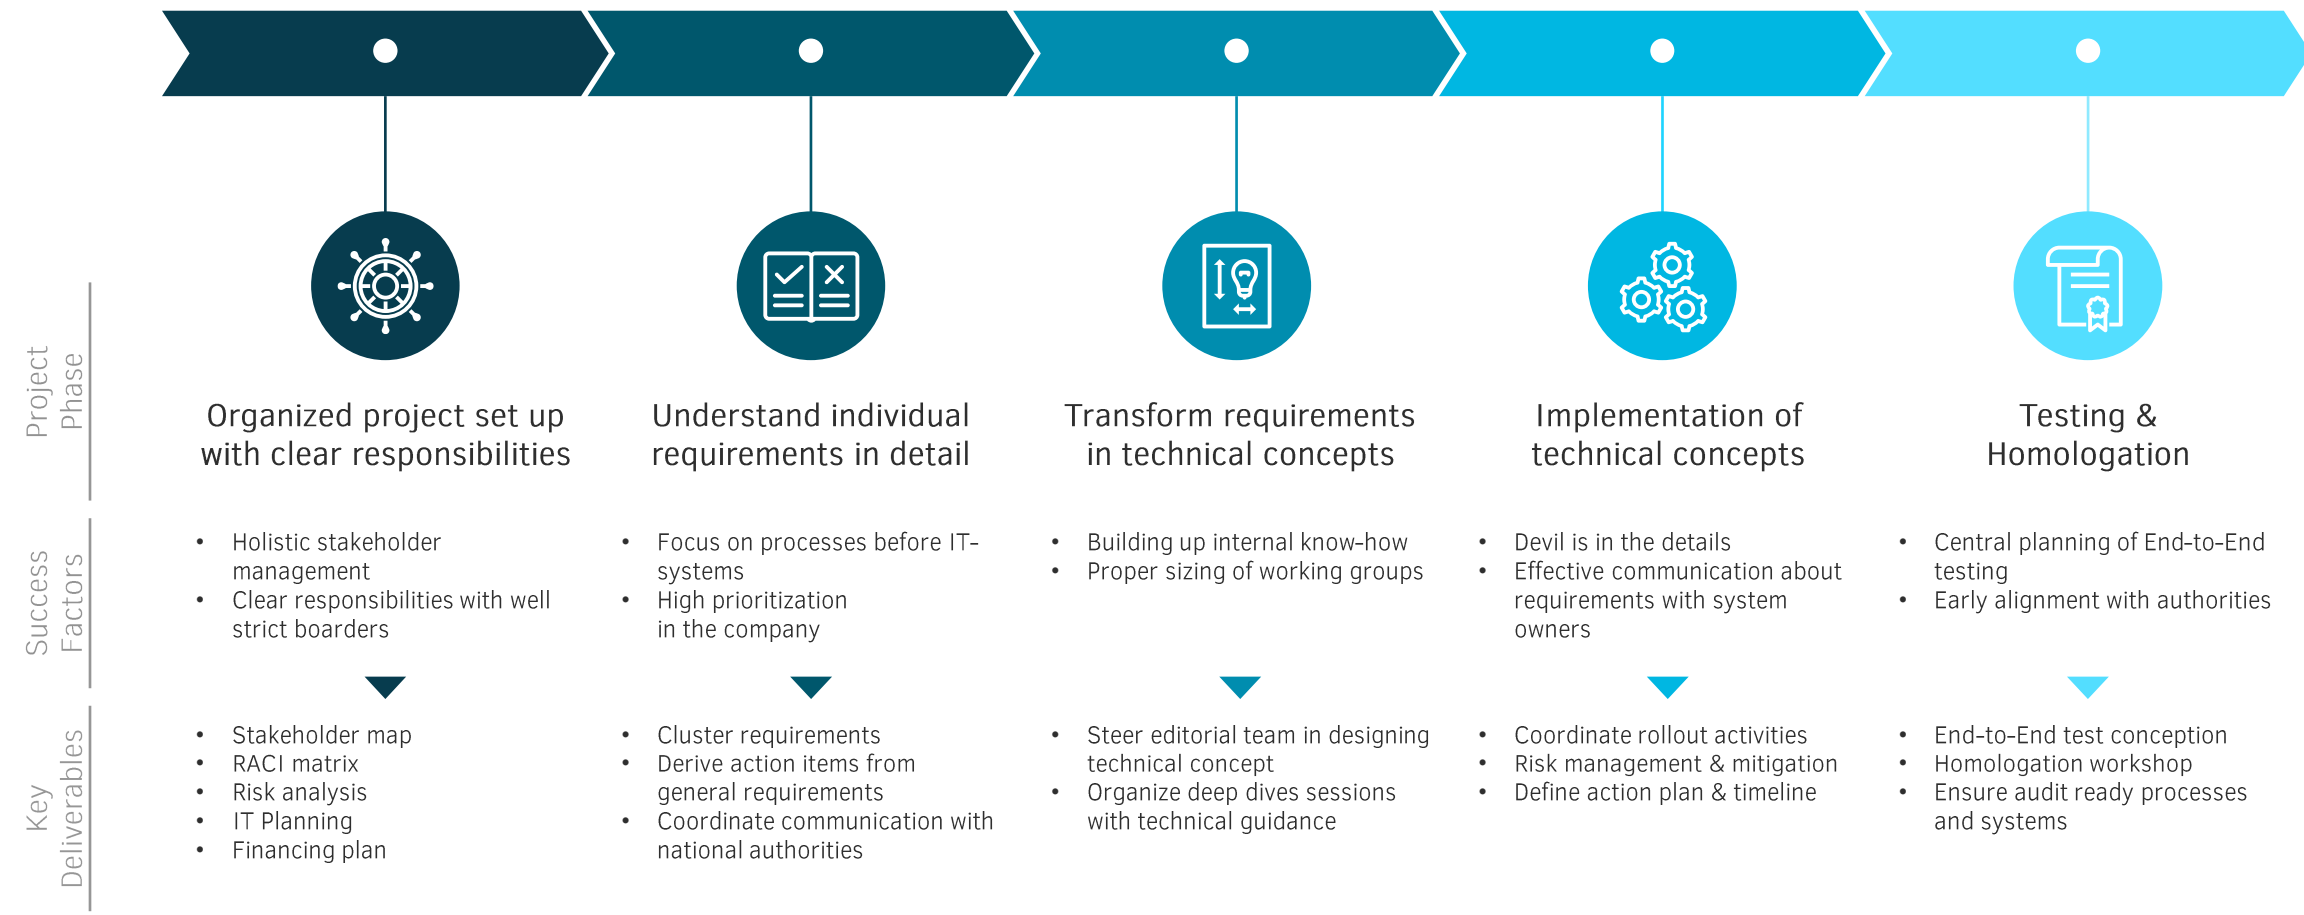 Project
Phase
Organized project set up
with clear responsibilities
Understand individual
requirements in detail
Transform requirements
in technical concepts
Implementation of
technical concepts
Testing &
Homologation
Success
Factors
• Holistic stakeholder
management
• Clear responsibilities with well
strict boarders
• Focus on processes before IT-
systems
• High prioritization
in the company
• Building up internal know-how
• Proper sizing of working groups
• Devil is in the details
• Effective communication about
requirements with system
owners
• Central planning of End-to-End
testing
• Early alignment with authorities
Key
Deliverables
• Stakeholder map
• RACI matrix
• Risk analysis
• IT Planning
• Financing plan
• Cluster requirements
• Derive action items from
general requirements
• Coordinate communication with
national authorities
• Steer editorial team in designing
technical concept
• Organize deep dives sessions
with technical guidance
• Coordinate rollout activities
• Risk management & mitigation
• Define action plan & timeline
• End-to-End test conception
• Homologation workshop
• Ensure audit ready processes
and systems